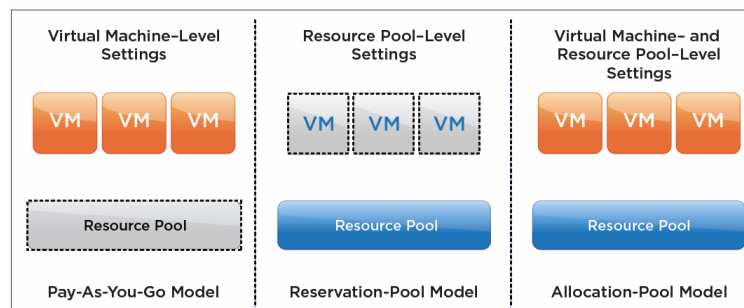 Virtual Machine–Level
Settings
VM VM VM
Resource Pool
Pay-As-You-Go Model
Resource Pool–Level
Settings
VM VM VM
Resource Pool
Reservation-Pool Model
Virtual Machine– and
Resource Pool–Level
Settings
VM VM VM
Resource Pool
Allocation-Pool Model